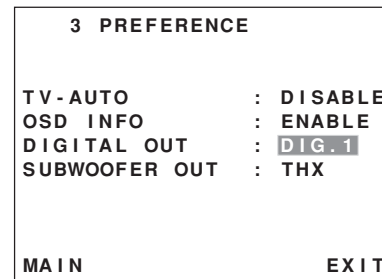 3 PREFERENCE
TV-AUTO : DISABLE
OSD INFO : ENABLE
DIGITAL OUT : DIG.1
SUBWOOFER OUT : THX
MAIN EXIT